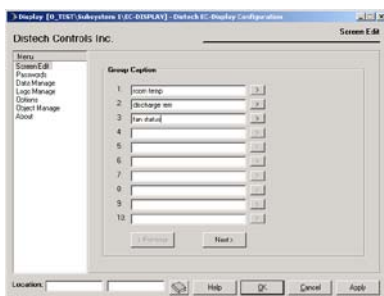 Display [0_TEST\Subsystem 1\EC-DISPLAY] - Distech EC-Display Configuration
Distech Controls Inc.
Screen Edit
Menu
Screen Edit
Passwords
Data Manage
Logo Manage
Options
Object Manage
About
Group Caption
1. room temp >
2. discharge >
3. fan status >
4. >
5. >
6. >
7. >
8. >
9. >
10. >
< Previous
Next >
Location:
Help
OK
Cancel
Apply